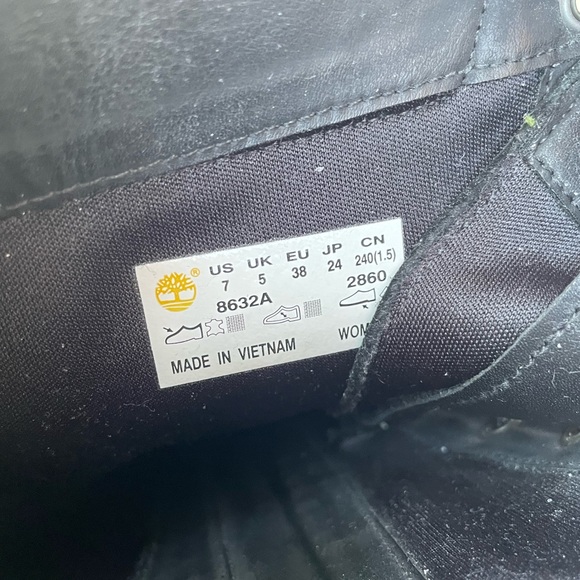 ® US UK EU JP CN
7 5 38 24 240(1.5)
8632A 2860
MADE IN VIETNAM